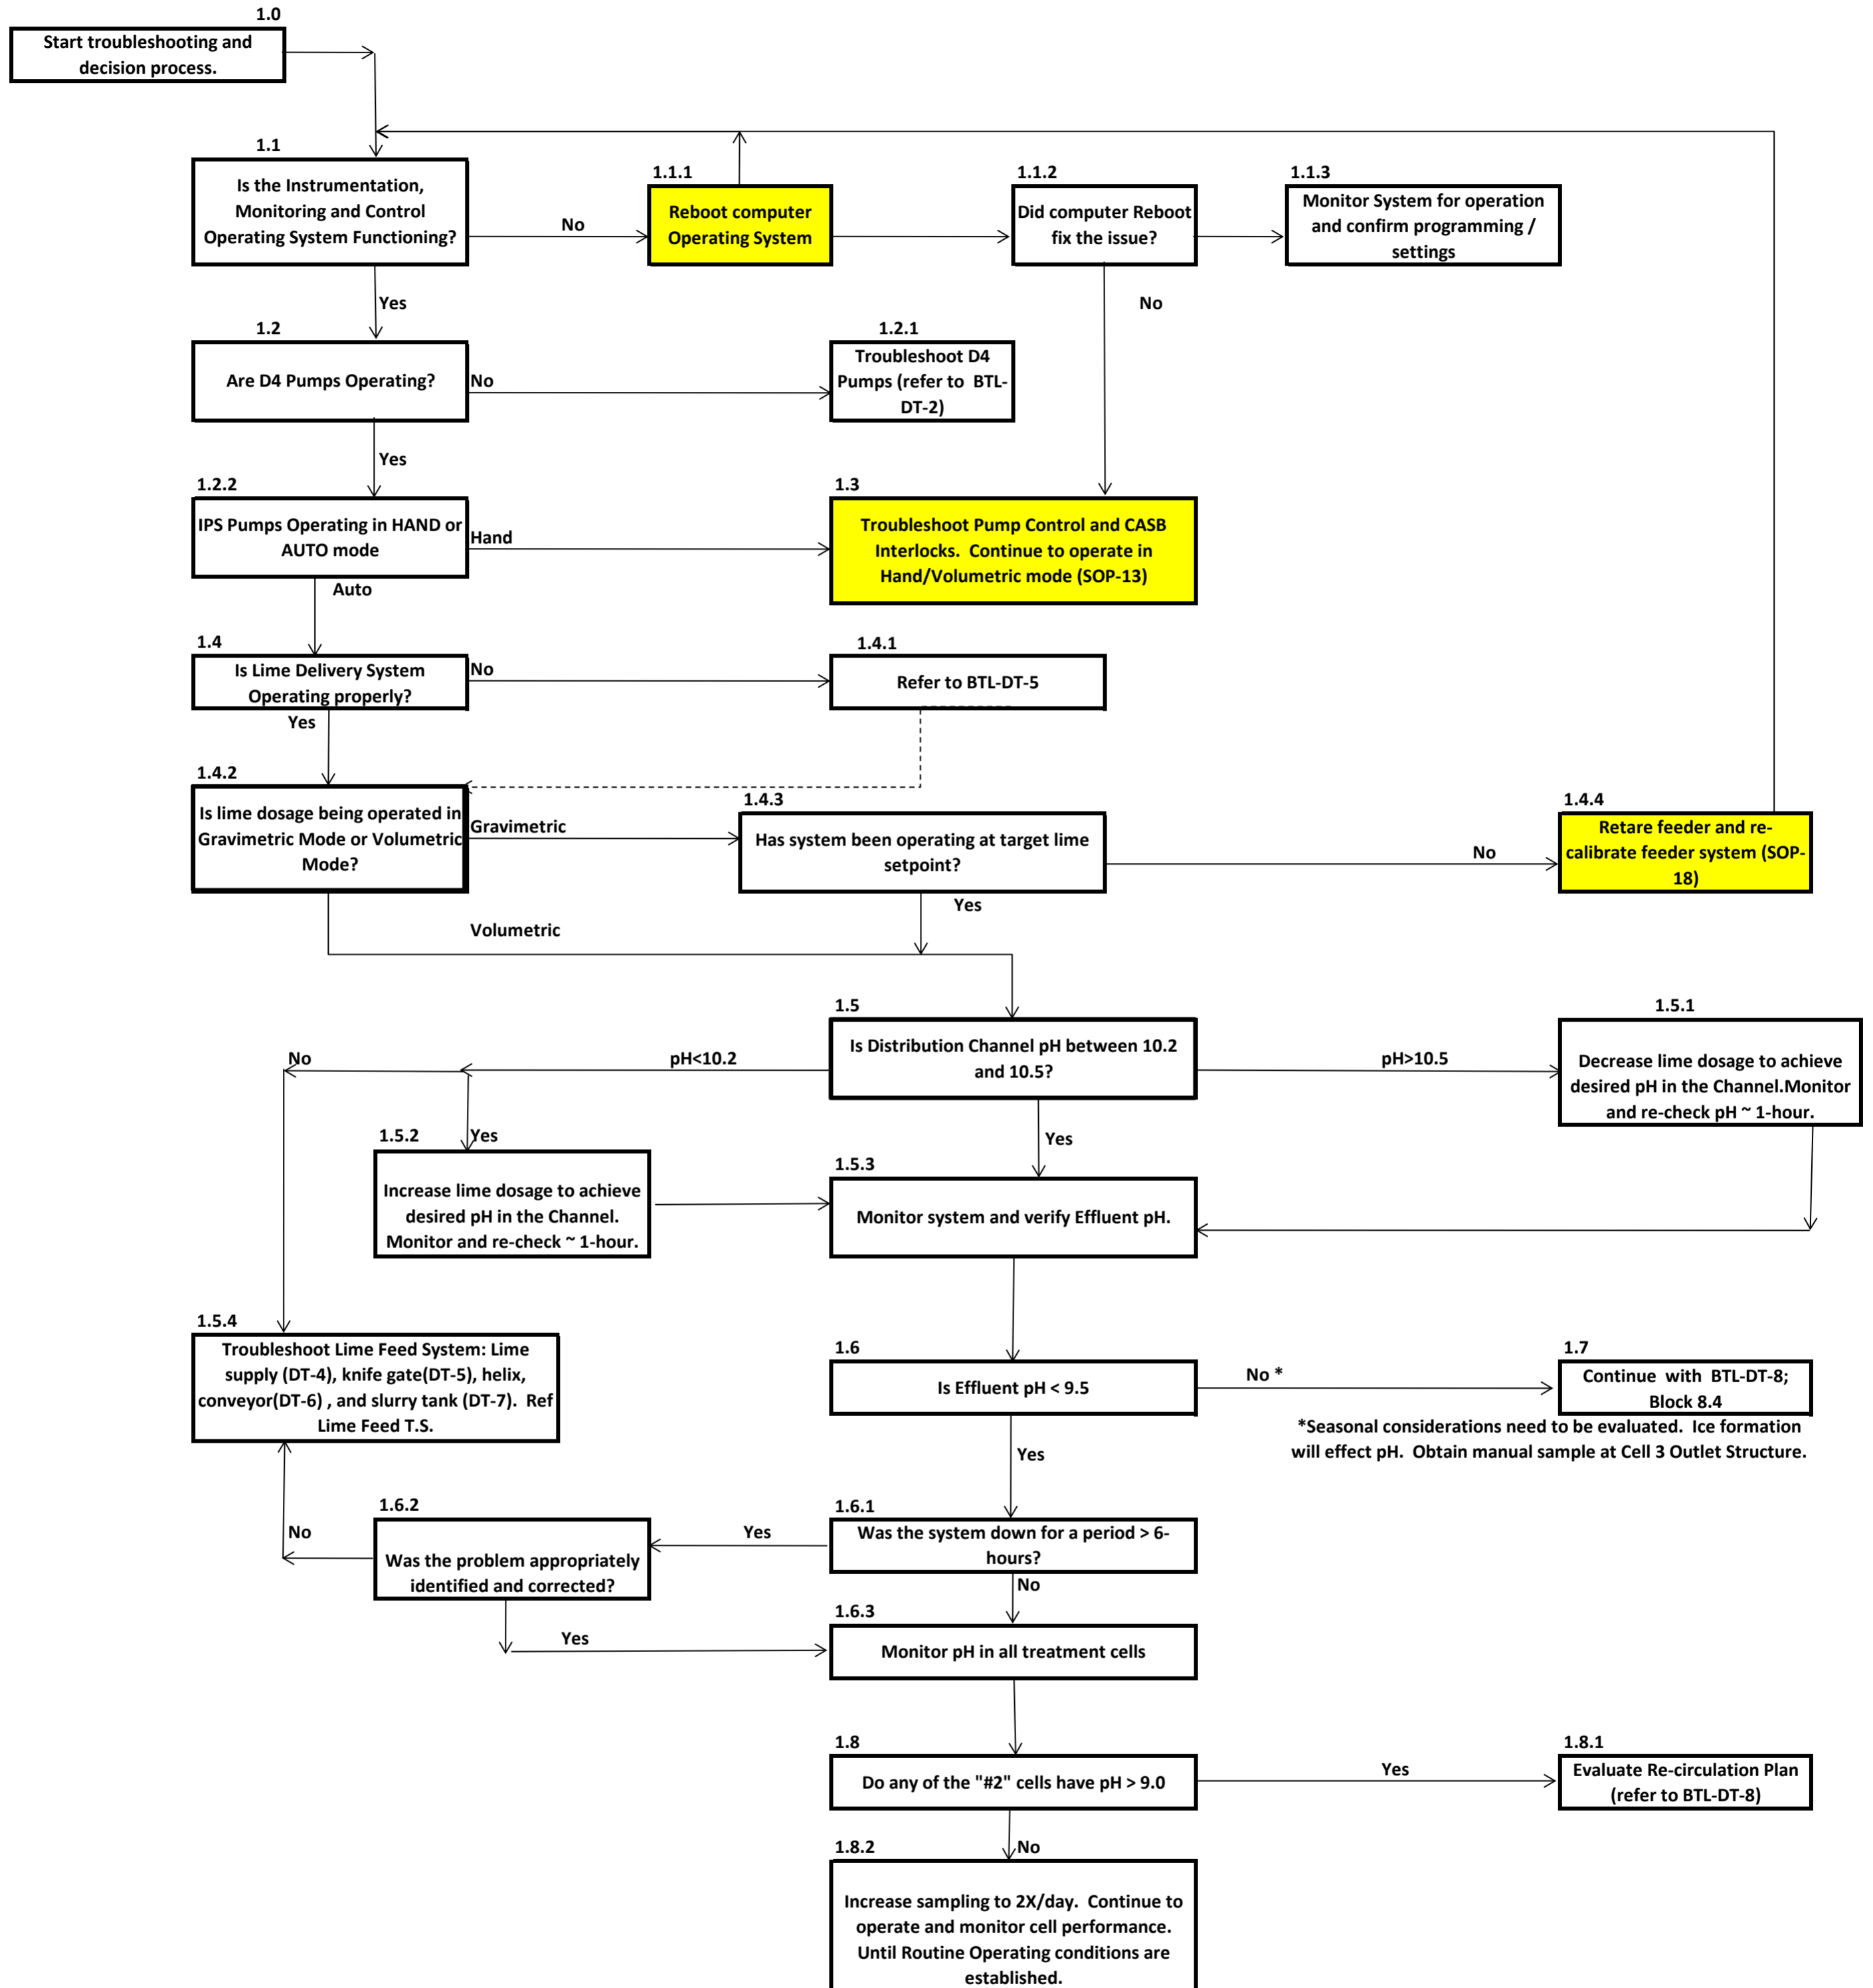 1.0
Start troubleshooting and
decision process.
1.1
Is the Instrumentation,
Monitoring and Control
Operating System Functioning?
No
1.1.1
Reboot computer
Operating System
1.1.2
Did computer Reboot
fix the issue?
1.1.3
Monitor System for operation
and confirm programming /
settings
Yes
No
1.2
Are D4 Pumps Operating?
No
1.2.1
Troubleshoot D4
Pumps (refer to BTL-
DT-2)
Yes
1.2.2
IPS Pumps Operating in HAND or
AUTO mode
Hand
1.3
Troubleshoot Pump Control and CASB
Interlocks. Continue to operate in
Hand/Volumetric mode (SOP-13)
Auto
1.4
Is Lime Delivery System
Operating properly?
No
1.4.1
Refer to BTL-DT-5
Yes
1.4.2
Is lime dosage being operated in
Gravimetric Mode or Volumetric
Mode?
Gravimetric
1.4.3
Has system been operating at target lime
setpoint?
No
1.4.4
Retare feeder and re-
calibrate feeder system (SOP-
18)
Yes
Volumetric
1.5
Is Distribution Channel pH between 10.2
and 10.5?
pH<10.2
No
pH>10.5
1.5.1
Decrease lime dosage to achieve
desired pH in the Channel.Monitor
and re-check pH ~ 1-hour.
1.5.2
Yes
Increase lime dosage to achieve
desired pH in the Channel.
Monitor and re-check ~ 1-hour.
Yes
1.5.3
Monitor system and verify Effluent pH.
1.5.4
Troubleshoot Lime Feed System: Lime
supply (DT-4), knife gate(DT-5), helix,
conveyor(DT-6) , and slurry tank (DT-7). Ref
Lime Feed T.S.
1.6
Is Effluent pH < 9.5
No *
1.7
Continue with BTL-DT-8;
Block 8.4
*Seasonal considerations need to be evaluated. Ice formation
will effect pH. Obtain manual sample at Cell 3 Outlet Structure.
Yes
1.6.1
Was the system down for a period > 6-
hours?
Yes
1.6.2
Was the problem appropriately
identified and corrected?
No
No
Yes
1.6.3
Monitor pH in all treatment cells
1.8
Do any of the "#2" cells have pH > 9.0
Yes
1.8.1
Evaluate Re-circulation Plan
(refer to BTL-DT-8)
No
1.8.2
Increase sampling to 2X/day. Continue to
operate and monitor cell performance.
Until Routine Operating conditions are
established.